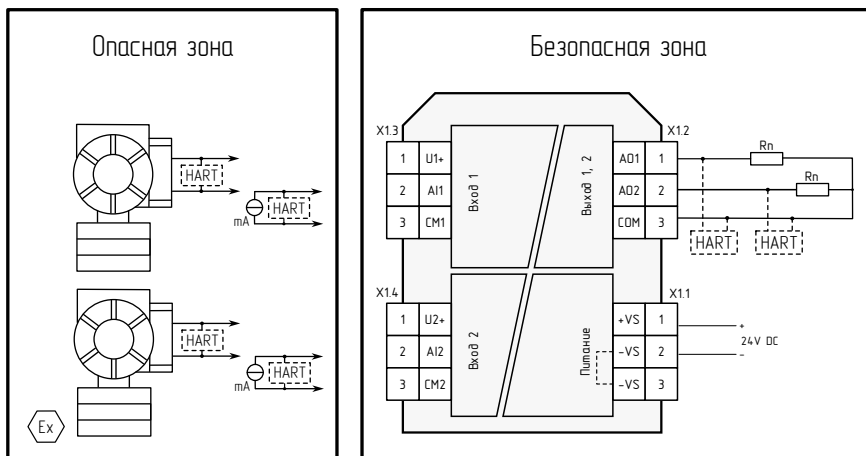 Опасная зона
HART
mA
HART
HART
mA
HART
Ex
Безопасная зона
X1.3
1 U1+
2 AI1
3 CM1
Вход 1
Выход 1, 2
X1.2
AO1 1
AO2 2
COM 3
Rn
Rn
HART
HART
X1.4
1 U2+
2 AI2
3 CM2
Вход 2
Питание
X1.1
+VS 1
-VS 2
-VS 3
+
24V DC
-